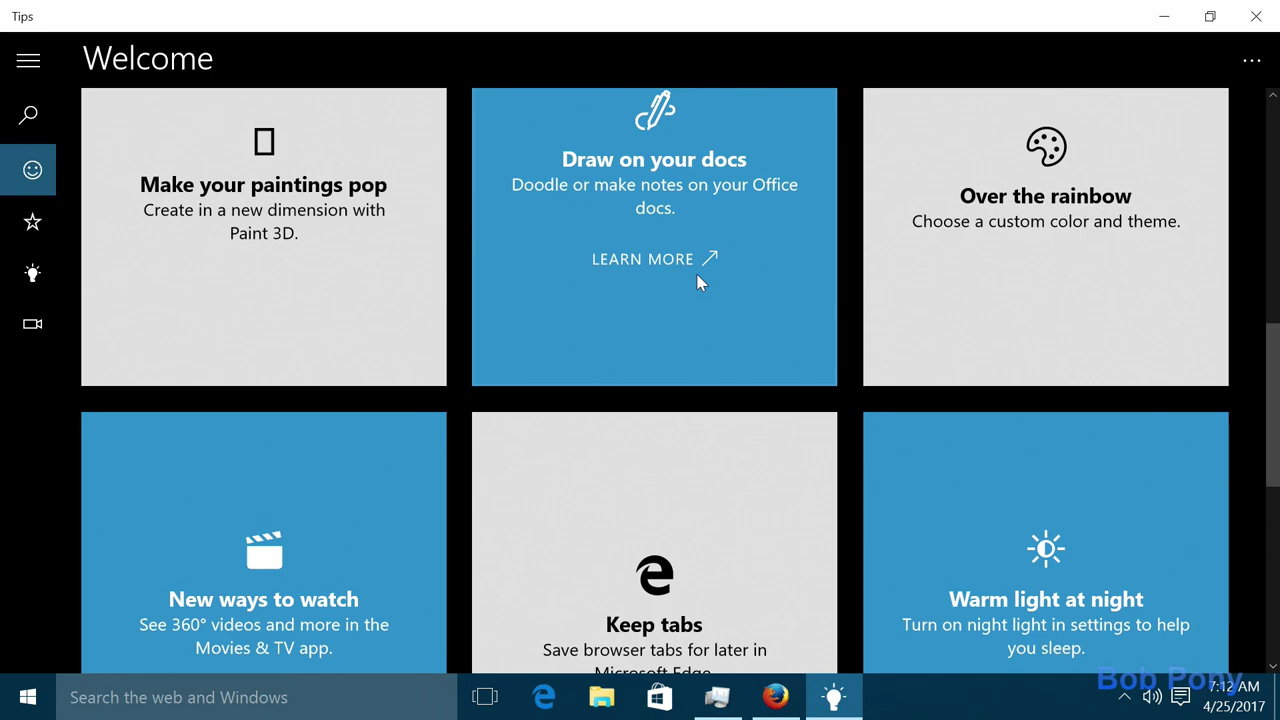 Tips
Welcome
Make your paintings pop
Create in a new dimension with
Paint 3D.
Draw on your docs
Doodle or make notes on your Office
docs.
LEARN MORE
Over the rainbow
Choose a custom color and theme.
New ways to watch
See 360° videos and more in the
Movies & TV app.
Keep tabs
Save browser tabs for later in
Microsoft Edge.
Warm light at night
Turn on night light in settings to help
you sleep.
Bob Pony
Search the web and Windows
7:12 AM
4/25/2017